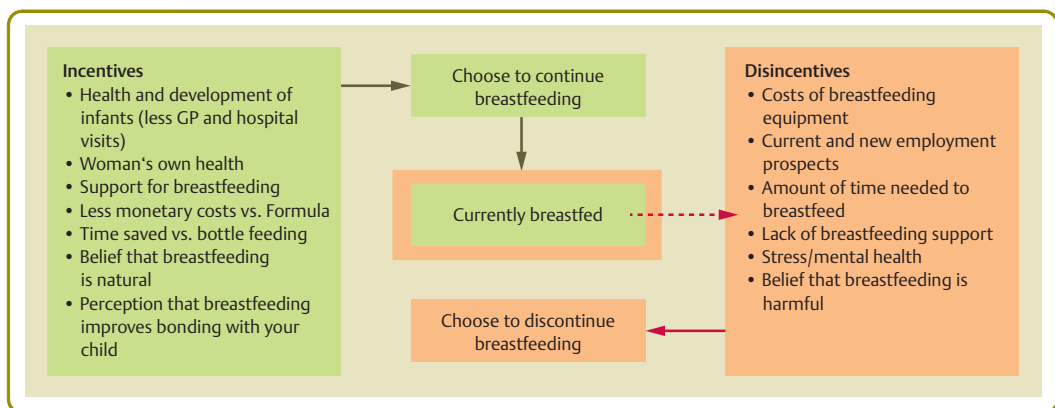 Incentives
• Health and development of
infants (less GP and hospital
visits)
• Woman‘s own health
• Support for breastfeeding
• Less monetary costs vs. Formula
• Time saved vs. bottle feeding
• Belief that breastfeeding
is natural
• Perception that breastfeeding
improves bonding with your
child
Choose to continue
breastfeeding
Currently breastfed
Choose to discontinue
breastfeeding
Disincentives
• Costs of breastfeeding
equipment
• Current and new employment
prospects
• Amount of time needed to
breastfeed
• Lack of breastfeeding support
• Stress/mental health
• Belief that breastfeeding is
harmful